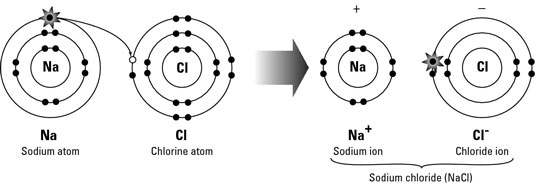 +
−
Na
Cl
Na
Cl
Na
Cl
Na+
Cl-
Sodium atom
Chlorine atom
Sodium ion
Chloride ion
Sodium chloride (NaCl)